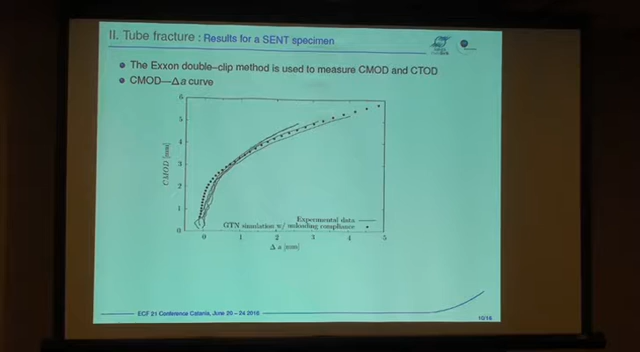 II. Tube fracture : Results for a SENT specimen
The Exxon double–clip method is used to measure CMOD and CTOD
CMOD—Δa curve
6
5
4
3
2
1
0
CMOD [mm]
Experimental data
GTN simulation w/ unloading compliance
0 1 2 3 4 5
Δ a [mm]
ECF 21 Conference Catania, June 20 – 24 2016
10/16